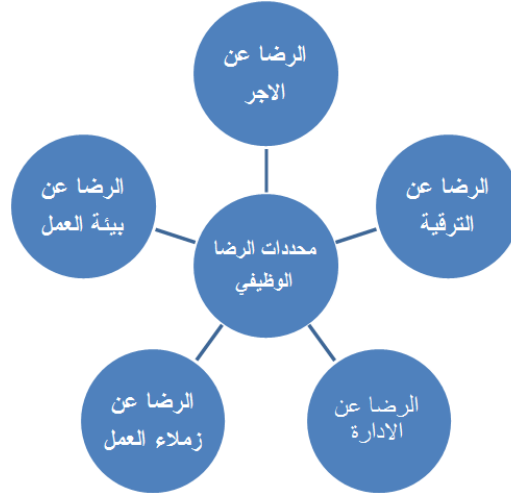 الرضا عن
الاجر
الرضا عن
الترقية
الرضا عن
بيئة العمل
محددات الرضا
الوظيفي
الرضا عن
الادارة
الرضا عن
زملاء العمل